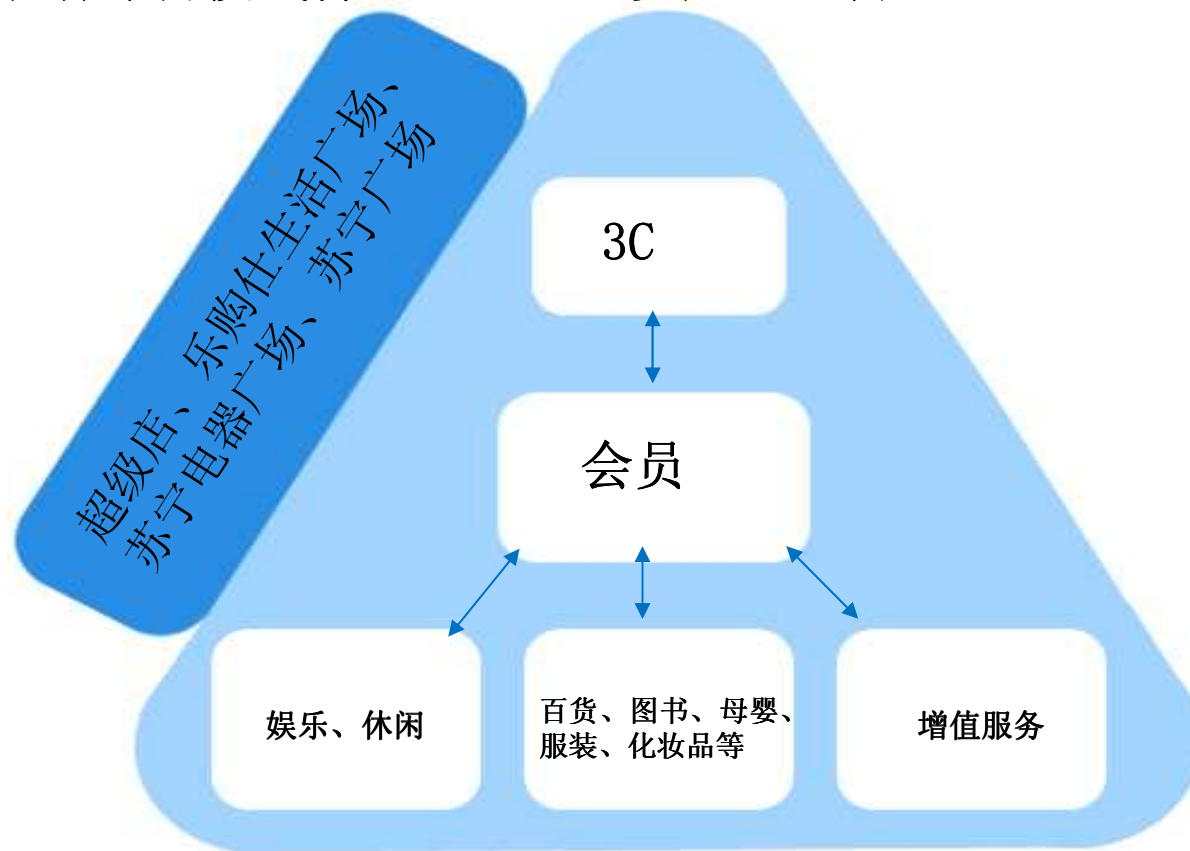 超级店、乐购仕生活广场、
苏宁电器广场、苏宁广场
3C
会员
娱乐、休闲
百货、图书、母婴、
服装、化妆品等
增值服务